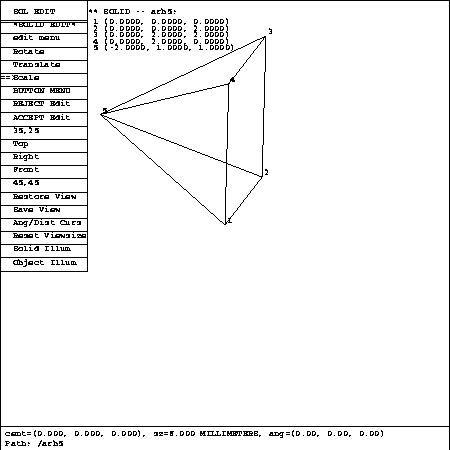 SOL EDIT
*SOLID EDIT*
edit menu
Rotate
Translate
==Scale
BUTTON MENU
REJECT Edit
ACCEPT Edit
35,25
Top
Right
Front
45,45
Restore View
Save View
Ang/Dist Curs
Reset Viewsize
Solid Illum
Object Illum
** SOLID -- arb5:
1 (0.0000, 0.0000, 0.0000)
2 (0.0000, 0.0000, 2.0000)
3 (0.0000, 2.0000, 2.0000)
4 (0.0000, 2.0000, 0.0000)
5 (-2.0000, 1.0000, 1.0000)
3
4
5
2
1
cent=(0.000, 0.000, 0.000), sz=8.000 MILLIMETERS, ang=(0.00, 0.00, 0.00)
Path: /arb5